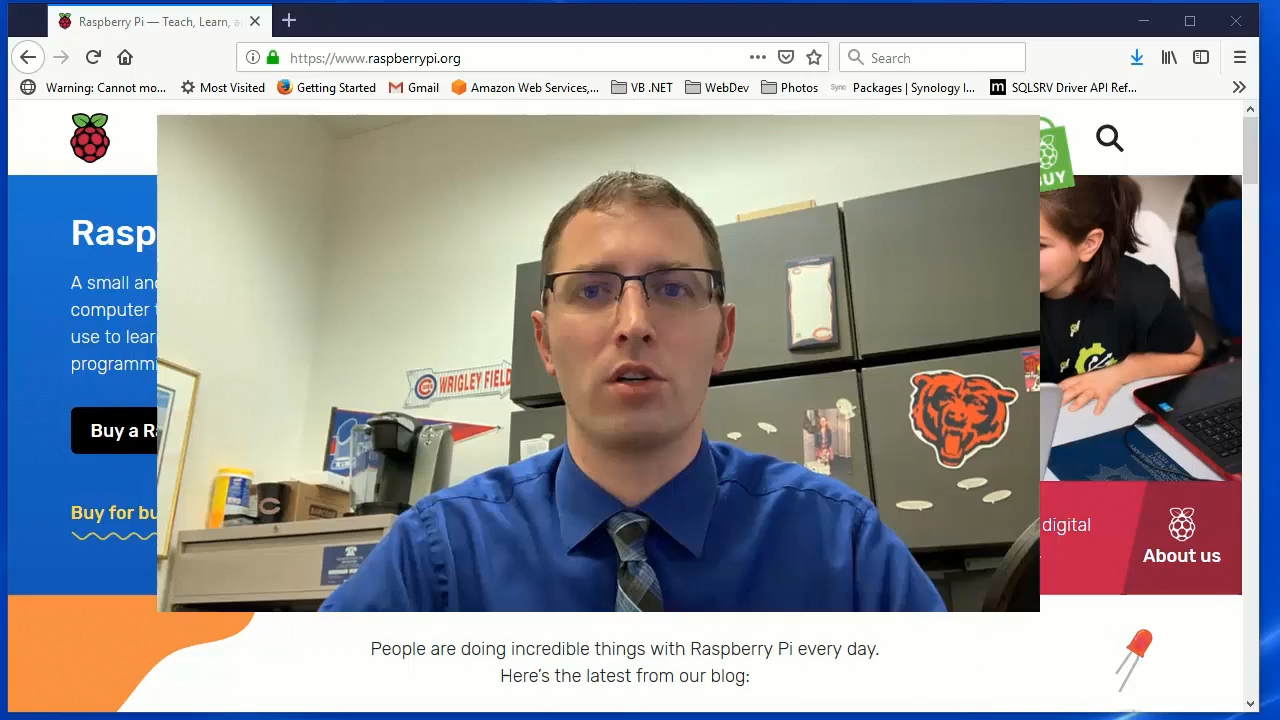 Raspberry Pi — Teach, Learn, a
https://www.raspberrypi.org
Search
Warning: Cannot mo...
Most Visited
Getting Started
Gmail
Amazon Web Services,...
VB .NET
WebDev
Photos
Sync
Packages | Synology I...
m
SQLSRV Driver API Ref...
BUY
Rasp
A small and
computer t
use to lear
programmi
Buy a Ra
Buy for bu
WRIGLEY FIELD
digital
About us
People are doing incredible things with Raspberry Pi every day.
Here’s the latest from our blog: